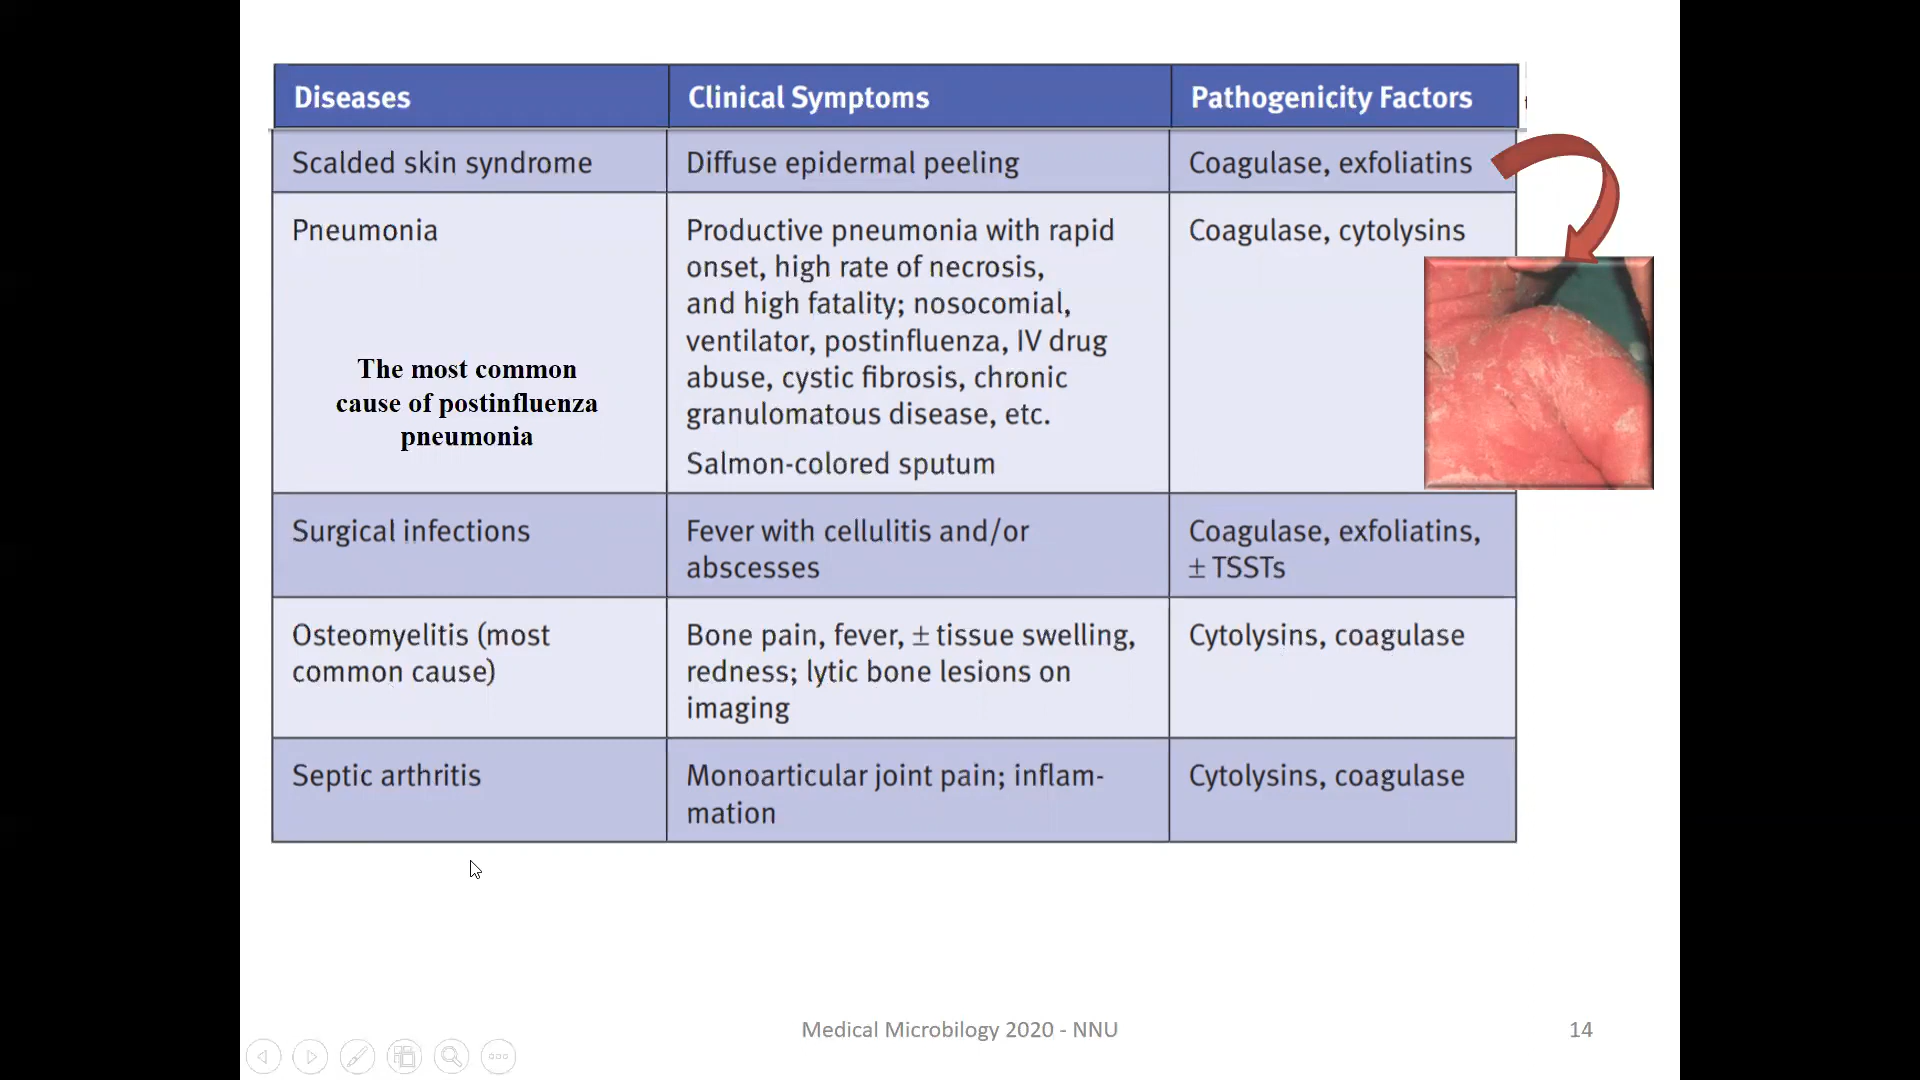 Diseases
Clinical Symptoms
Pathogenicity Factors
Scalded skin syndrome
Diffuse epidermal peeling
Coagulase, exfoliatins
Pneumonia
The most common
cause of postinfluenza
pneumonia
Productive pneumonia with rapid
onset, high rate of necrosis,
and high fatality; nosocomial,
ventilator, postinfluenza, IV drug
abuse, cystic fibrosis, chronic
granulomatous disease, etc.
Salmon-colored sputum
Coagulase, cytolysins
Surgical infections
Fever with cellulitis and/or
abscesses
Coagulase, exfoliatins,
± TSSTs
Osteomyelitis (most
common cause)
Bone pain, fever, ± tissue swelling,
redness; lytic bone lesions on
imaging
Cytolysins, coagulase
Septic arthritis
Monoarticular joint pain; inflam-
mation
Cytolysins, coagulase
Medical Microbilogy 2020 - NNU
14